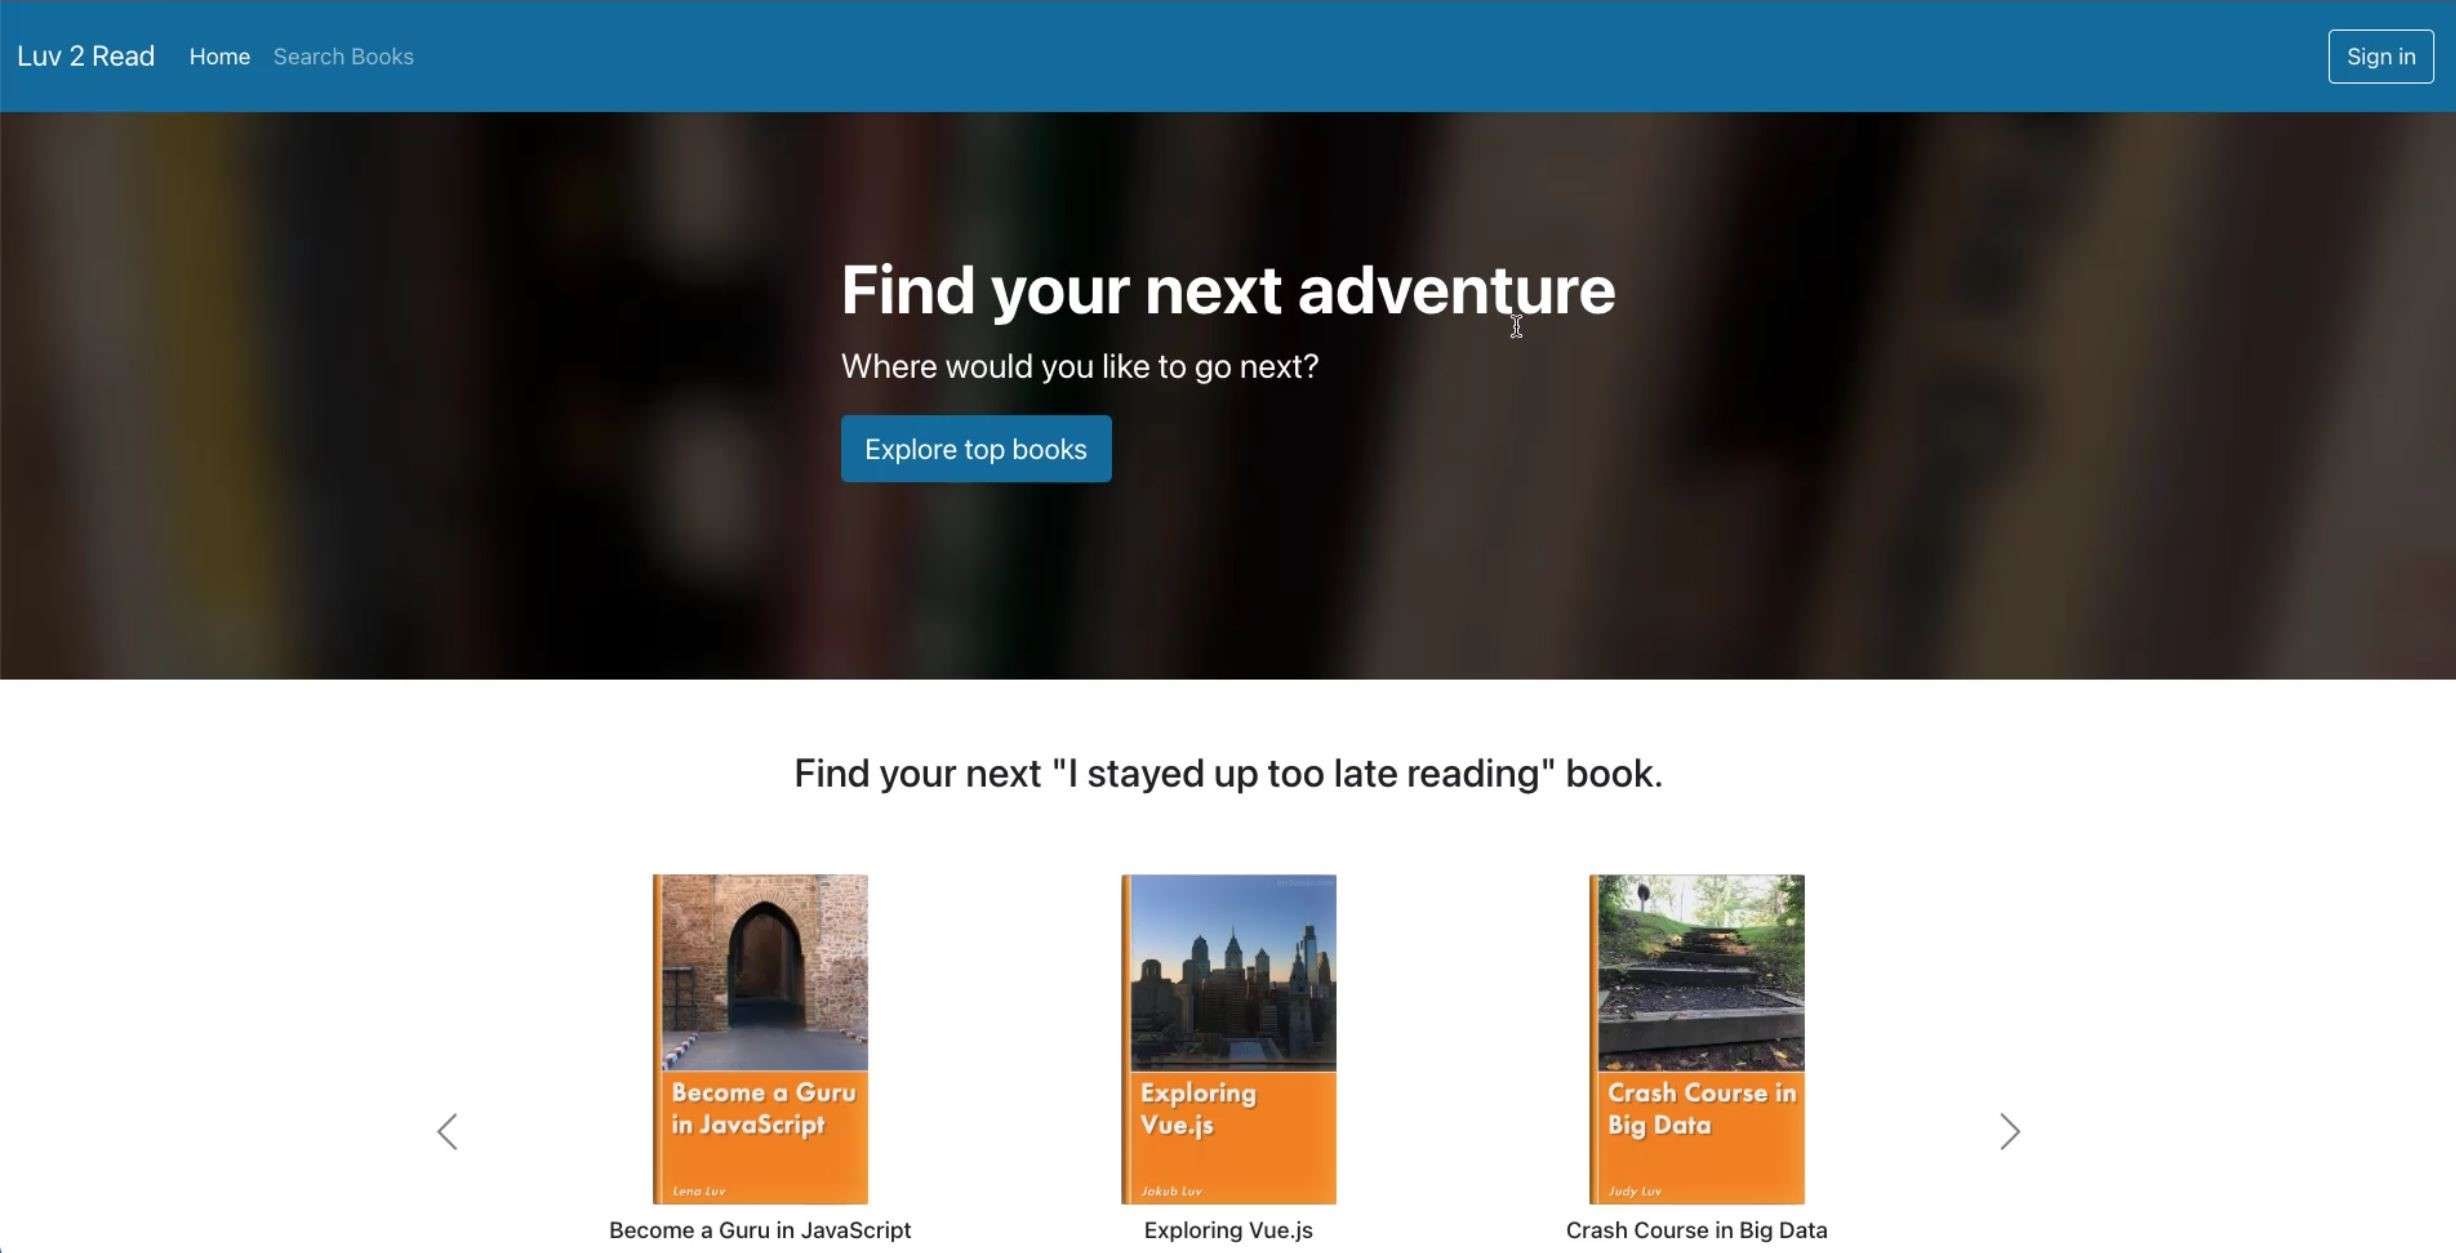 Luv 2 Read
Home
Search Books
Sign in
Find your next adventure
Where would you like to go next?
Explore top books
Find your next "I stayed up too late reading" book.
Become a Guru
in JavaScript
Lena Luv
Become a Guru in JavaScript
Exploring
Vue.js
Jakub Luv
Exploring Vue.js
Crash Course in
Big Data
Judy Luv
Crash Course in Big Data